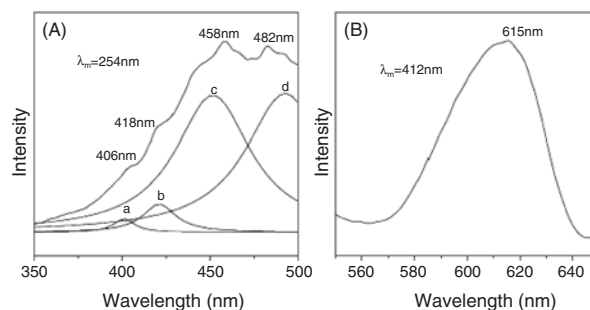 (A)
458nm
482nm
λm=254nm
418nm
406nm
c
d
a
b
Intensity
350
400
450
500
Wavelength (nm)
(B)
615nm
λm=412nm
Intensity
560
580
600
620
640
Wavelength (nm)